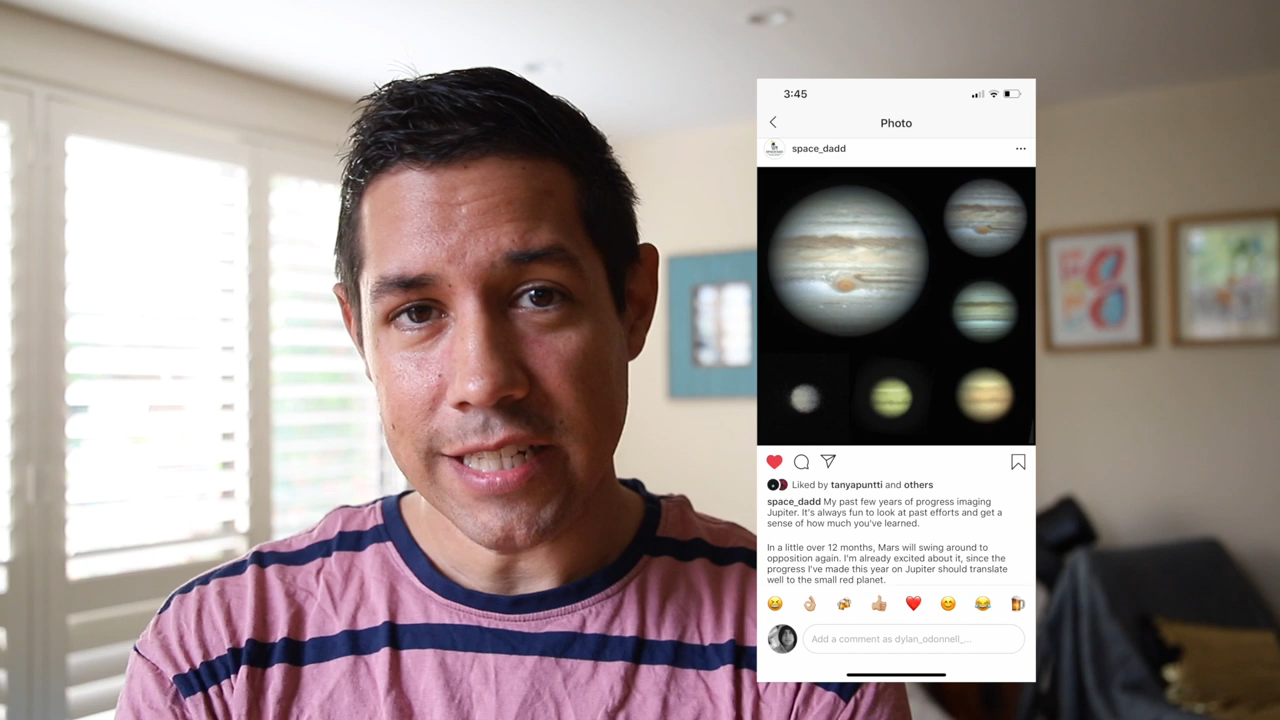 3:45
Photo
space_dadd
Liked by tanyapuntti and others
space_dadd My past few years of progress imaging
Jupiter. It's always fun to look at past efforts and get a
sense of how much you've learned.
In a little over 12 months, Mars will swing around to
opposition again. I'm already excited about it, since the
progress I've made this year on Jupiter should translate
well to the small red planet.
Add a comment as dylan_odonnell_...